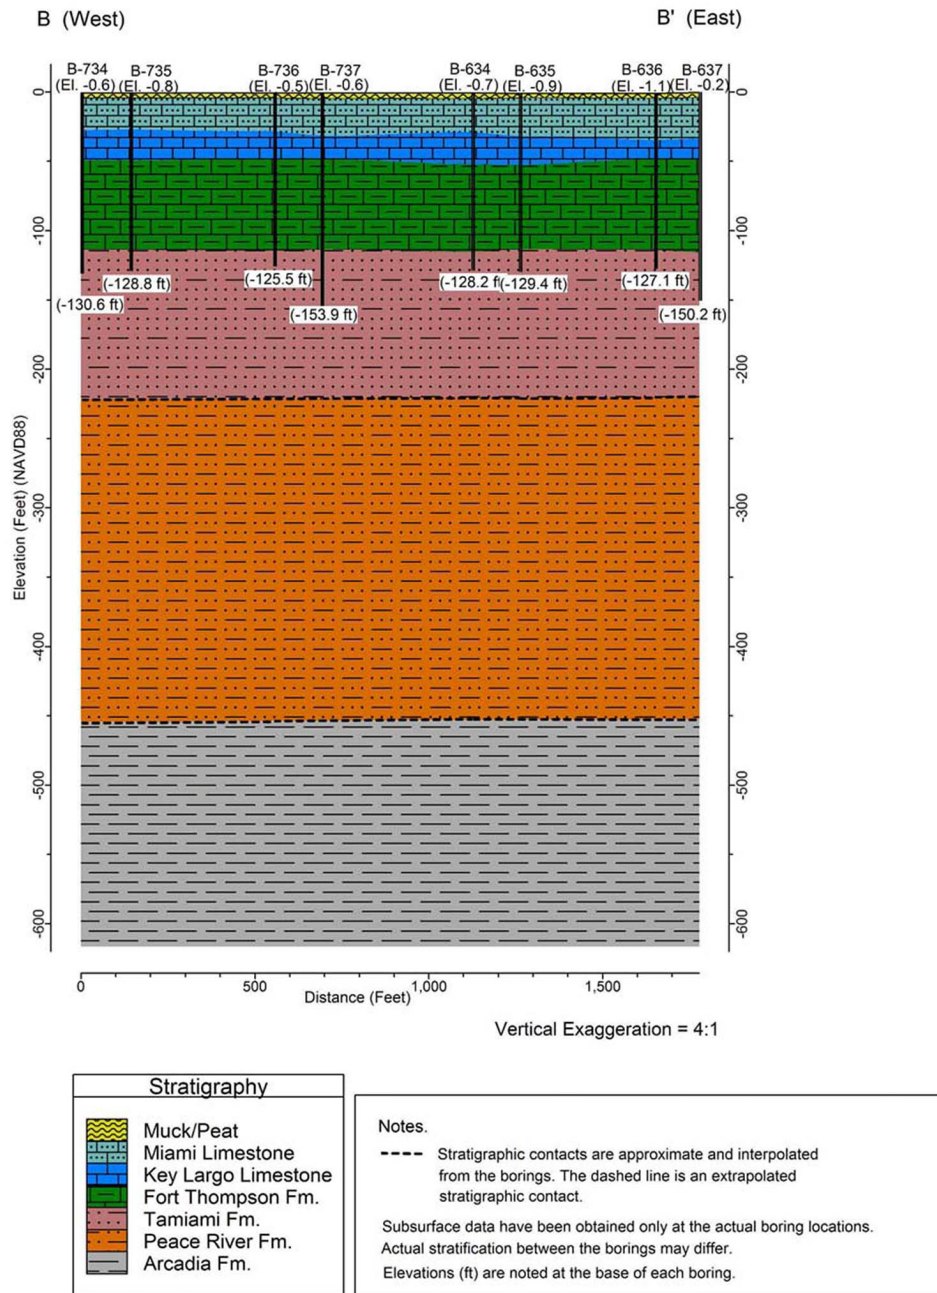 B (West)
B' (East)
B-734
(El. -0.6)
B-735
(El. -0.8)
B-736
(El. -0.5)
B-737
(El. -0.6)
B-634
(El. -0.7)
B-635
(El. -0.9)
B-636
(El. -1.1)
B-637
(El. -0.2)
0
-100
-200
-300
-400
-500
-600
Elevation (Feet) (NAVD88)
(-130.6 ft)
(-128.8 ft)
(-125.5 ft)
(-153.9 ft)
(-128.2 f
(-129.4 ft)
(-127.1 ft)
(-150.2 ft)
0
-100
-200
-300
-400
-500
-600
0 500 1,000 1,500
Distance (Feet)
Vertical Exaggeration = 4:1
Stratigraphy
Muck/Peat
Miami Limestone
Key Largo Limestone
Fort Thompson Fm.
Tamiami Fm.
Peace River Fm.
Arcadia Fm.
Notes.
Stratigraphic contacts are approximate and interpolated
from the borings. The dashed line is an extrapolated
stratigraphic contact.
Subsurface data have been obtained only at the actual boring locations.
Actual stratification between the borings may differ.
Elevations (ft) are noted at the base of each boring.